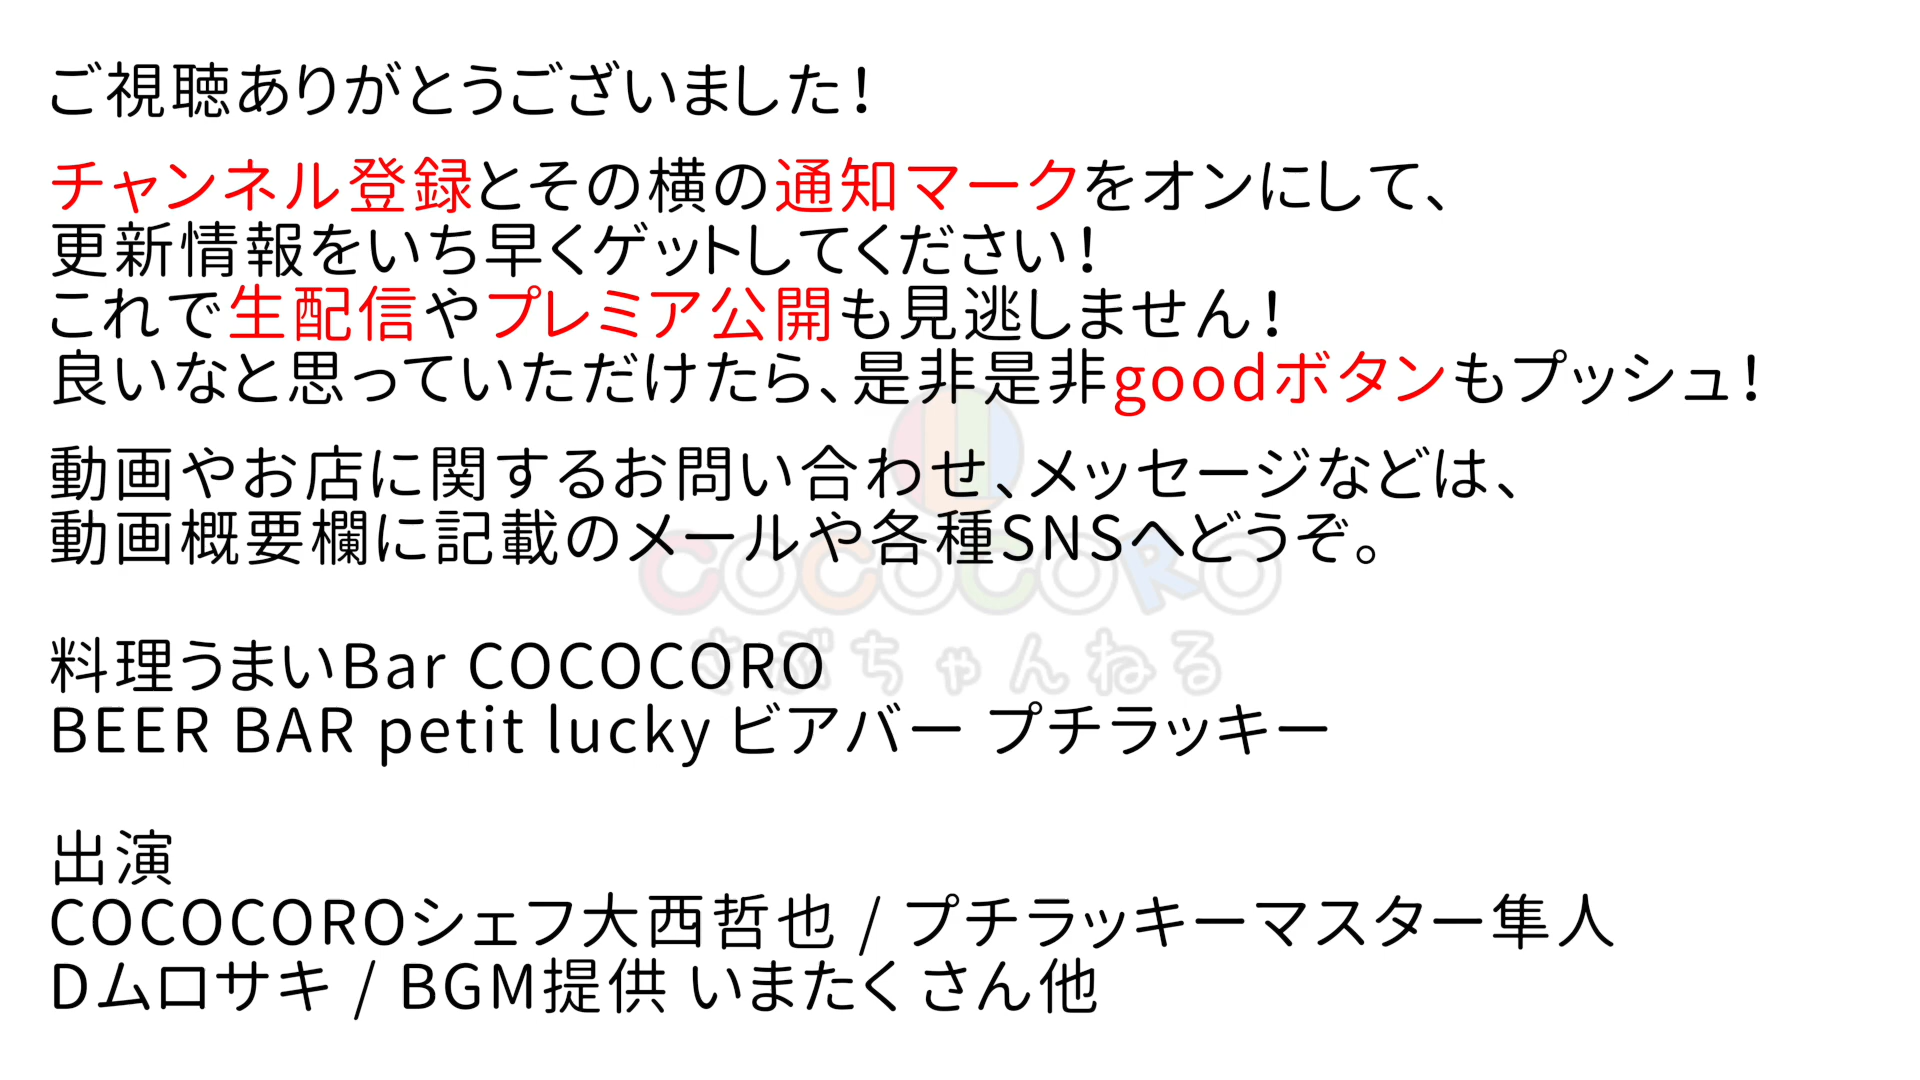 ご視聴ありがとうございました！
チャンネル登録とその横の通知マークをオンにして、
更新情報をいち早くゲットしてください！
これで生配信やプレミア公開も見逃しません！
良いなと思っていただけたら、是非是非goodボタンもプッシュ！
動画やお店に関するお問い合わせ、メッセージなどは、
動画概要欄に記載のメールや各種SNSへどうぞ。
COCOCORO
さぶちゃんねる
料理うまいBar COCOCORO
BEER BAR petit lucky ビアバー プチラッキー
出演
COCOCOROシェフ大西哲也 / プチラッキーマスター隼人
Dムロサキ / BGM提供 いまたく さん他